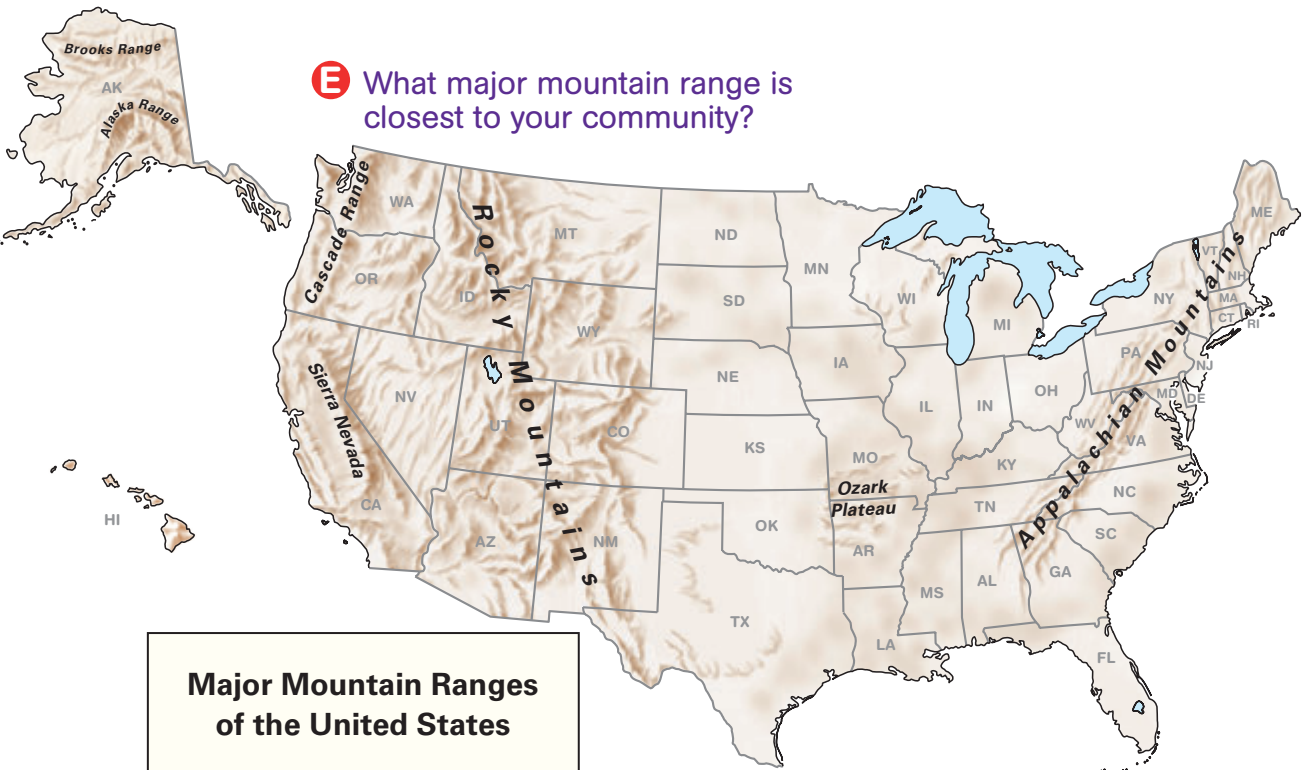 Brooks Range
AK
Alaska Range
E What major mountain range is
closest to your community?
Cascade Range
WA
OR
Rocky Mountains
ID
MT
WY
ND
SD
MN
WI
MI
ME
VT
NH
MA
CT
RI
NY
PA
NJ
MD
DE
Appalachian Mountains
Sierra Nevada
NV
UT
CO
CA
NE
IA
IL
IN
OH
WV
VA
KS
MO
KY
Ozark
Plateau
TN
NC
SC
HI
AZ
NM
OK
AR
MS
AL
GA
TX
LA
FL
Major Mountain Ranges
of the United States